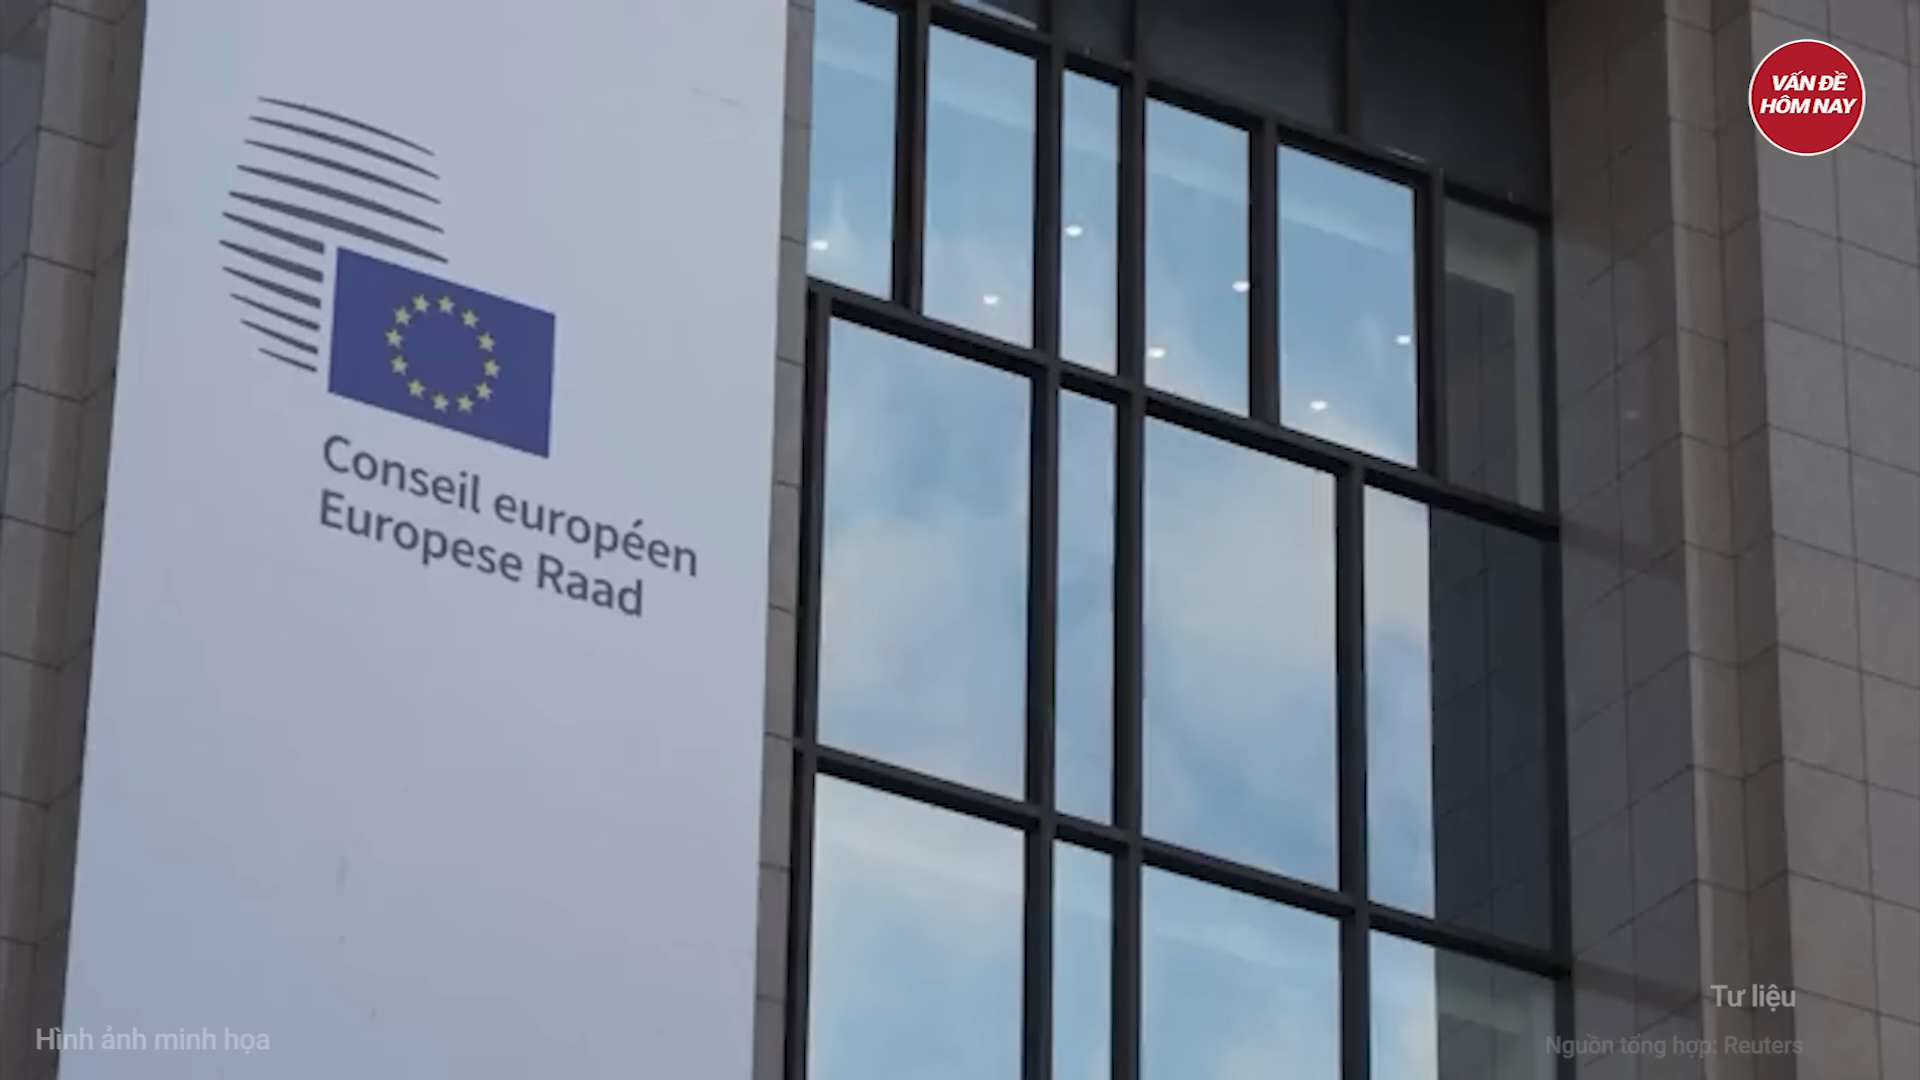 VẤN ĐỀ
HÔM NAY
Conseil européen
Europese Raad
Tư liệu
Hình ảnh minh họa
Nguồn tổng hợp: Reuters